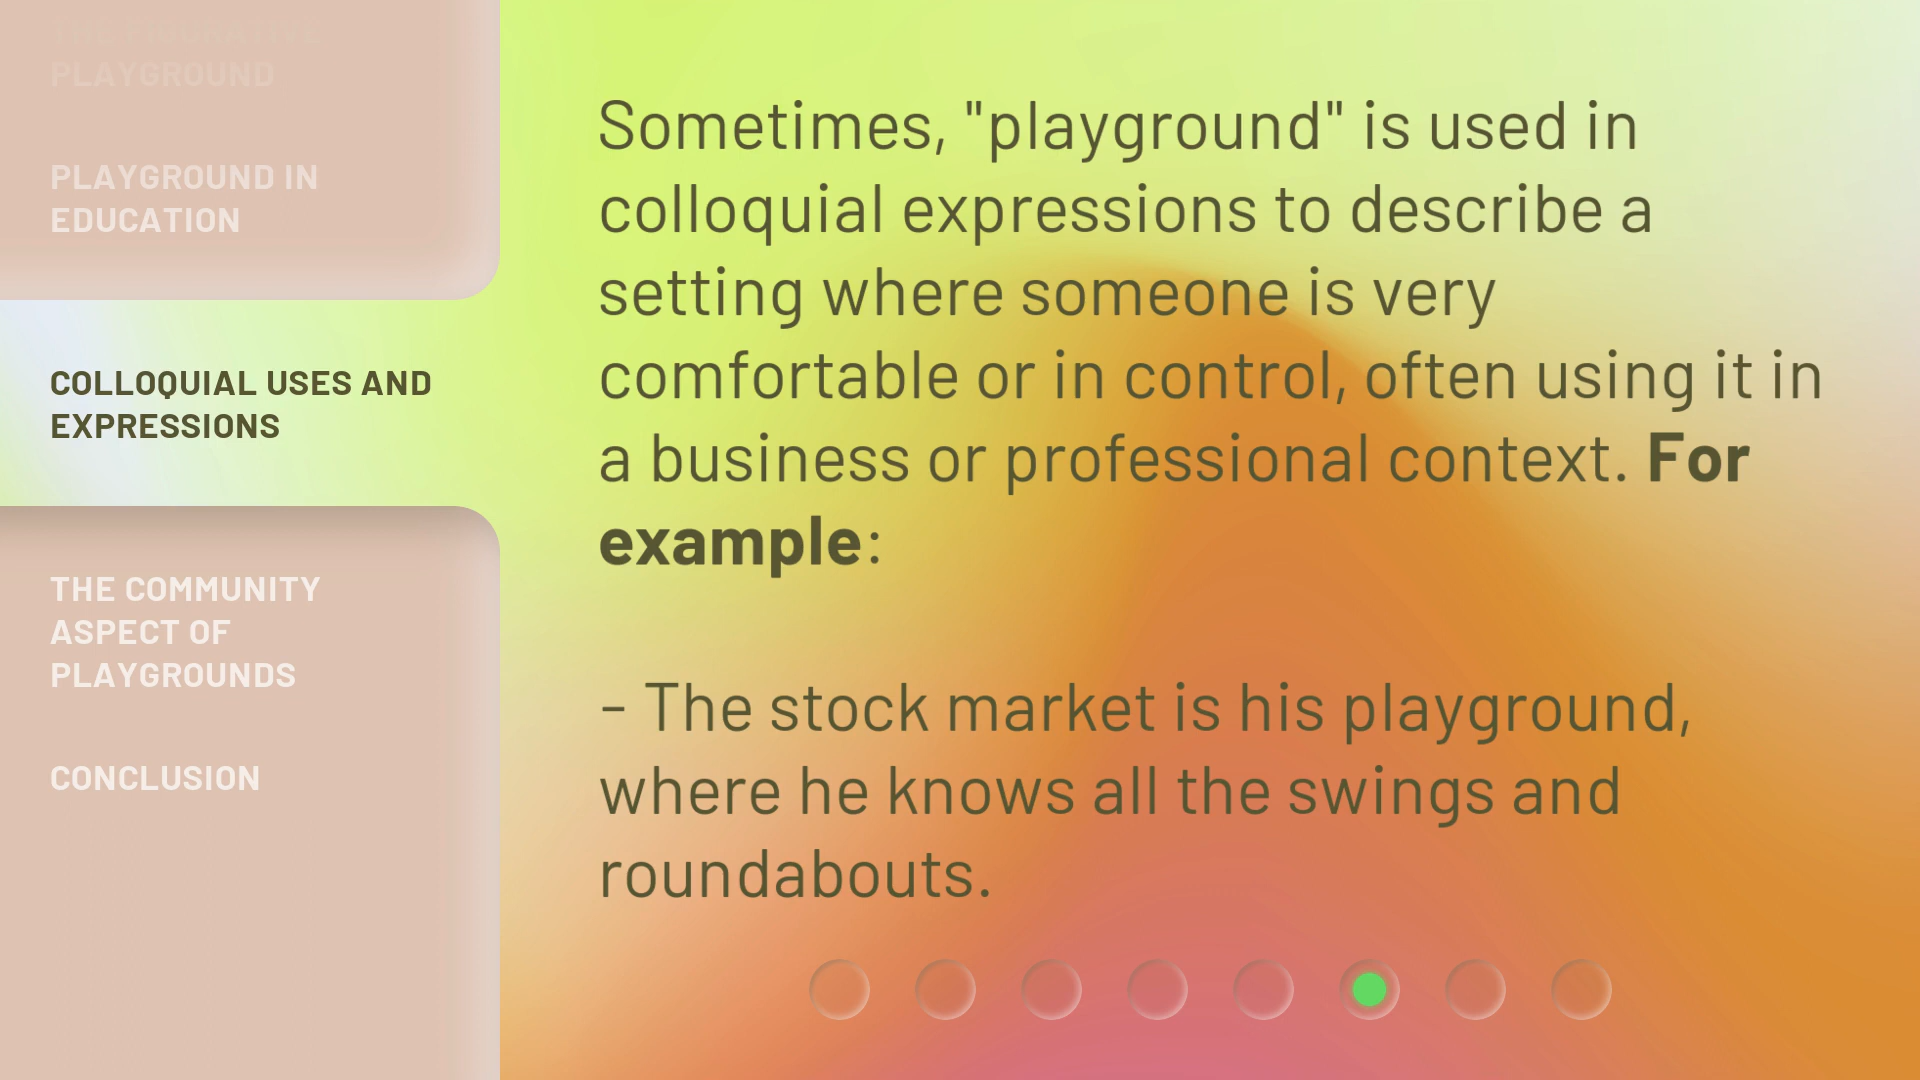 THE FIGURATIVE
PLAYGROUND
PLAYGROUND IN
EDUCATION
COLLOQUIAL USES AND
EXPRESSIONS
THE COMMUNITY
ASPECT OF
PLAYGROUNDS
CONCLUSION
Sometimes, "playground" is used in
colloquial expressions to describe a
setting where someone is very
comfortable or in control, often using it in
a business or professional context. For
example:
- The stock market is his playground,
where he knows all the swings and
roundabouts.